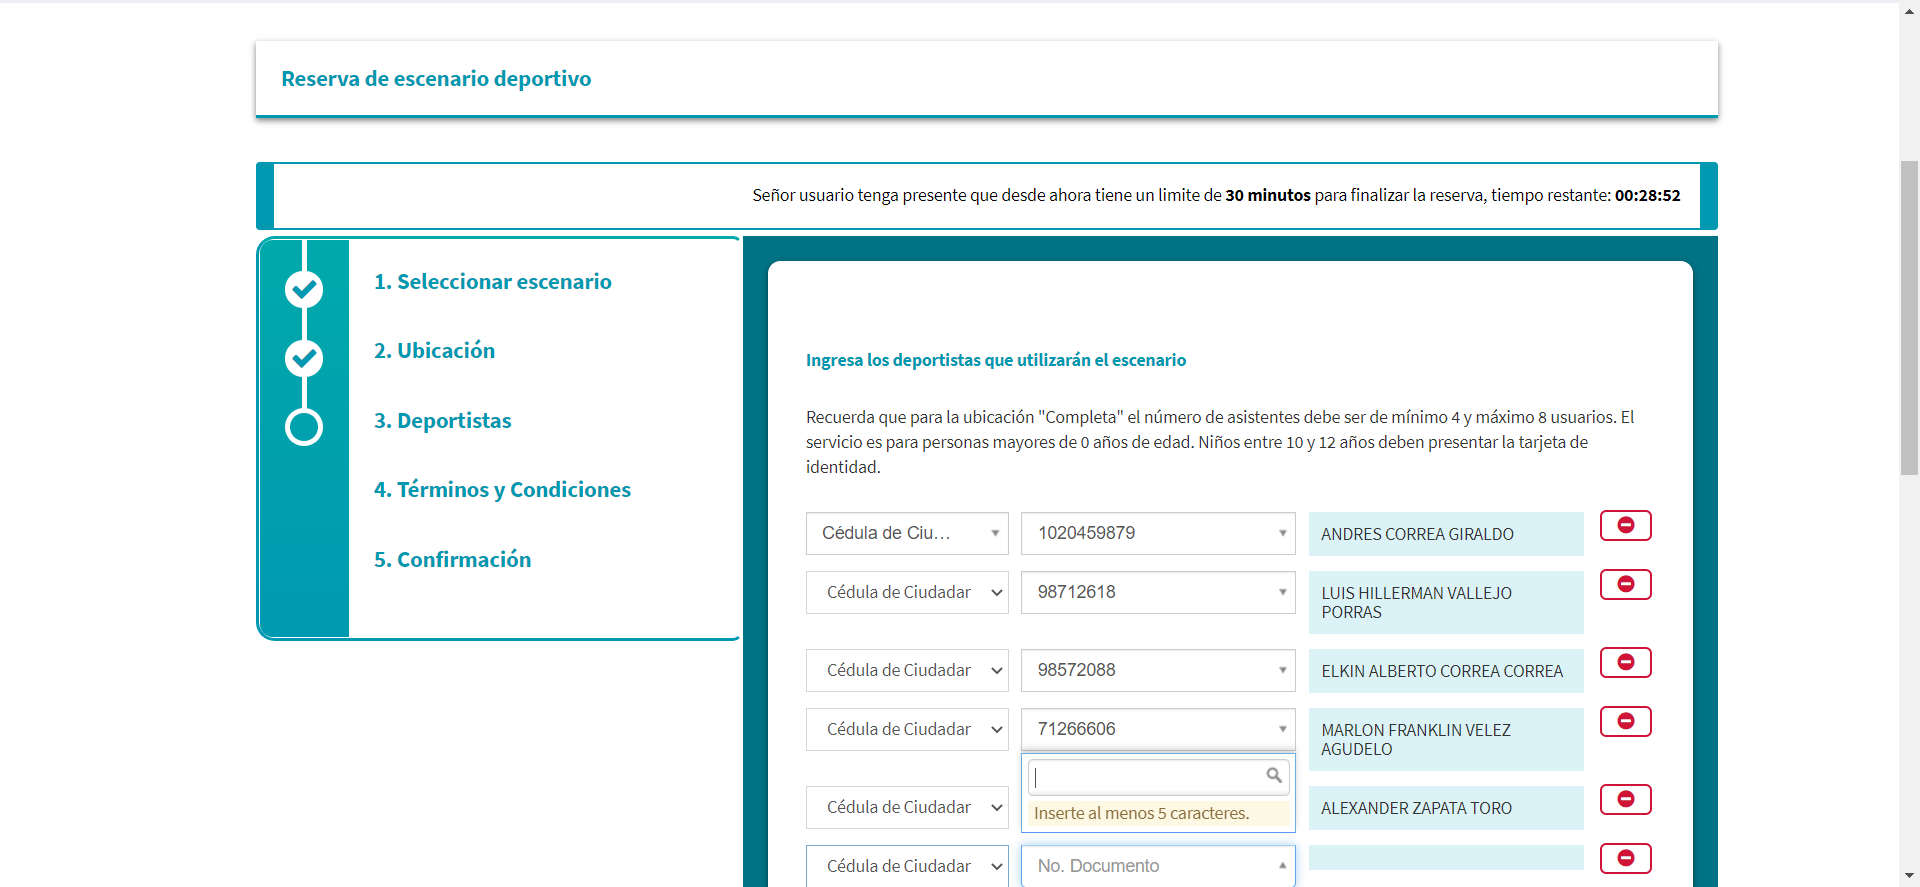 Reserva de escenario deportivo
Señor usuario tenga presente que desde ahora tiene un limite de 30 minutos para finalizar la reserva, tiempo restante: 00:28:52
1. Seleccionar escenario
2. Ubicación
3. Deportistas
4. Términos y Condiciones
5. Confirmación
Ingresa los deportistas que utilizarán el escenario
Recuerda que para la ubicación "Completa" el número de asistentes debe ser de mínimo 4 y máximo 8 usuarios. El
servicio es para personas mayores de 0 años de edad. Niños entre 10 y 12 años deben presentar la tarjeta de
identidad.
Cédula de Ciu... 1020459879 ANDRES CORREA GIRALDO
Cédula de Ciudadar 98712618 LUIS HILLERMAN VALLEJO
PORRAS
Cédula de Ciudadar 98572088 ELKIN ALBERTO CORREA CORREA
Cédula de Ciudadar 71266606 MARLON FRANKLIN VELEZ
AGUDELO
Cédula de Ciudadar Inserte al menos 5 caracteres. ALEXANDER ZAPATA TORO
Cédula de Ciudadar No. Documento